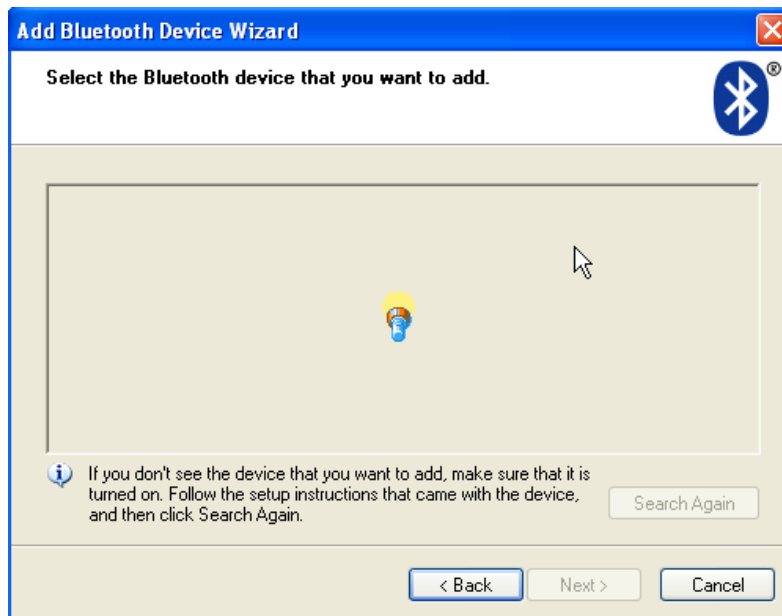 Add Bluetooth Device Wizard
Select the Bluetooth device that you want to add.
®
If you don't see the device that you want to add, make sure that it is
turned on. Follow the setup instructions that came with the device,
and then click Search Again.
Search Again
< Back
Next >
Cancel